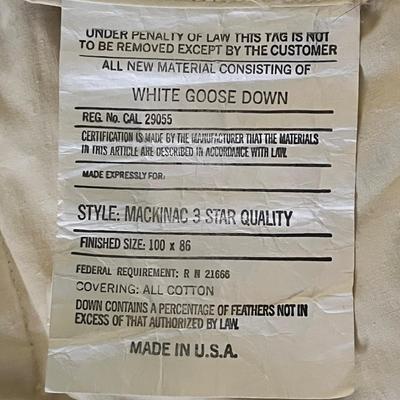 UNDER PENALTY OF LAW THIS TAG IS NOT
TO BE REMOVED EXCEPT BY THE CUSTOMER
ALL NEW MATERIAL CONSISTING OF
WHITE GOOSE DOWN
REG. No. CAL 29055
CERTIFICATION IS MADE BY THE MANUFACTURER THAT THE MATERIALS
IN THIS ARTICLE ARE DESCRIBED IN ACCORDANCE WITH LAW.
MADE EXPRESSLY FOR:
STYLE: MACKINAC 3 STAR QUALITY
FINISHED SIZE: 100 x 86
FEDERAL REQUIREMENT: R N 21666
COVERING: ALL COTTON
DOWN CONTAINS A PERCENTAGE OF FEATHERS NOT IN
EXCESS OF THAT AUTHORIZED BY LAW.
MADE IN U.S.A.